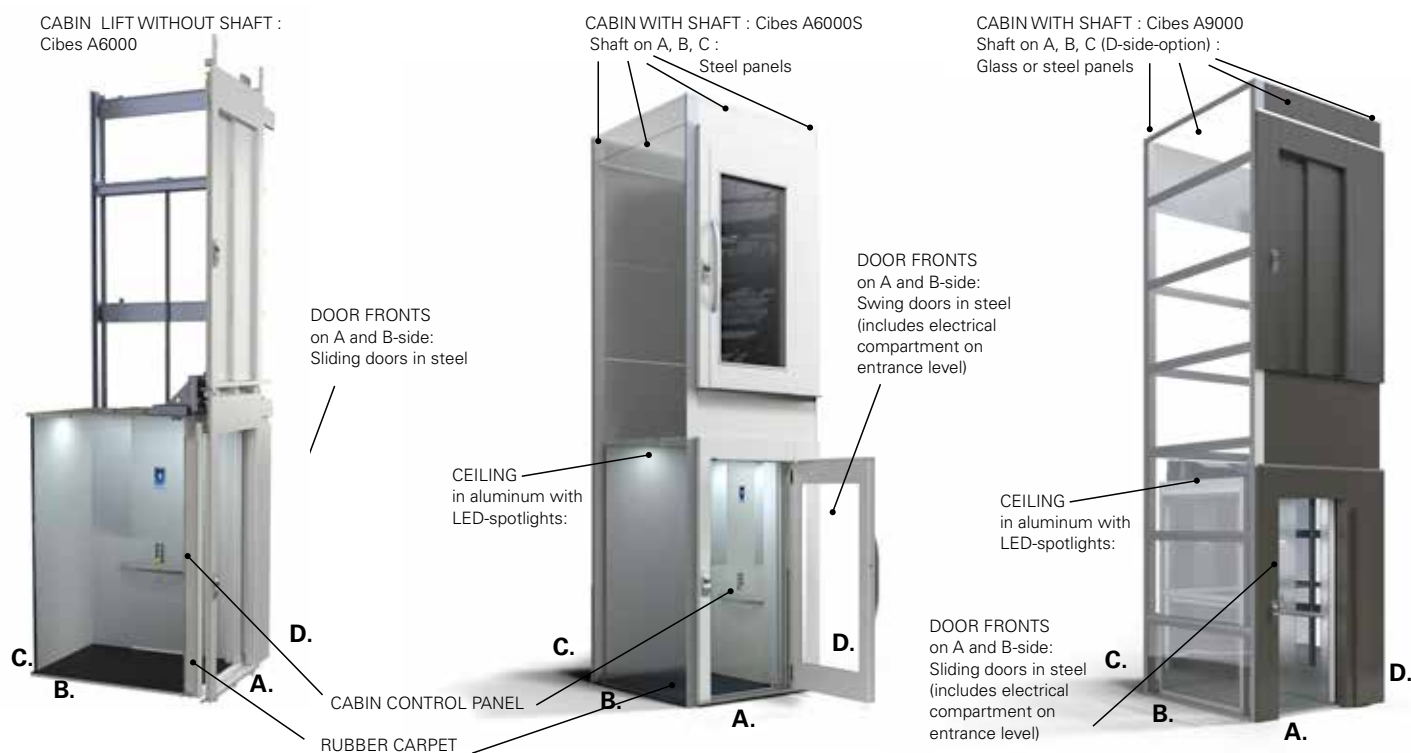 CABIN LIFT WITHOUT SHAFT :
Cibes A6000
CABIN WITH SHAFT : Cibes A6000S
Shaft on A, B, C :
Steel panels
CABIN WITH SHAFT : Cibes A9000
Shaft on A, B, C (D-side-option) :
Glass or steel panels
DOOR FRONTS
on A and B-side:
Sliding doors in steel
DOOR FRONTS
on A and B-side:
Swing doors in steel
(includes electrical
compartment on
entrance level)
CEILING
in aluminum with
LED-spotlights:
CEILING
in aluminum with
LED-spotlights:
DOOR FRONTS
on A and B-side:
Sliding doors in steel
(includes electrical
compartment on
entrance level)
C.
B.
A.
D.
C.
B.
A.
D.
C.
B.
A.
D.
CABIN CONTROL PANEL
RUBBER CARPET